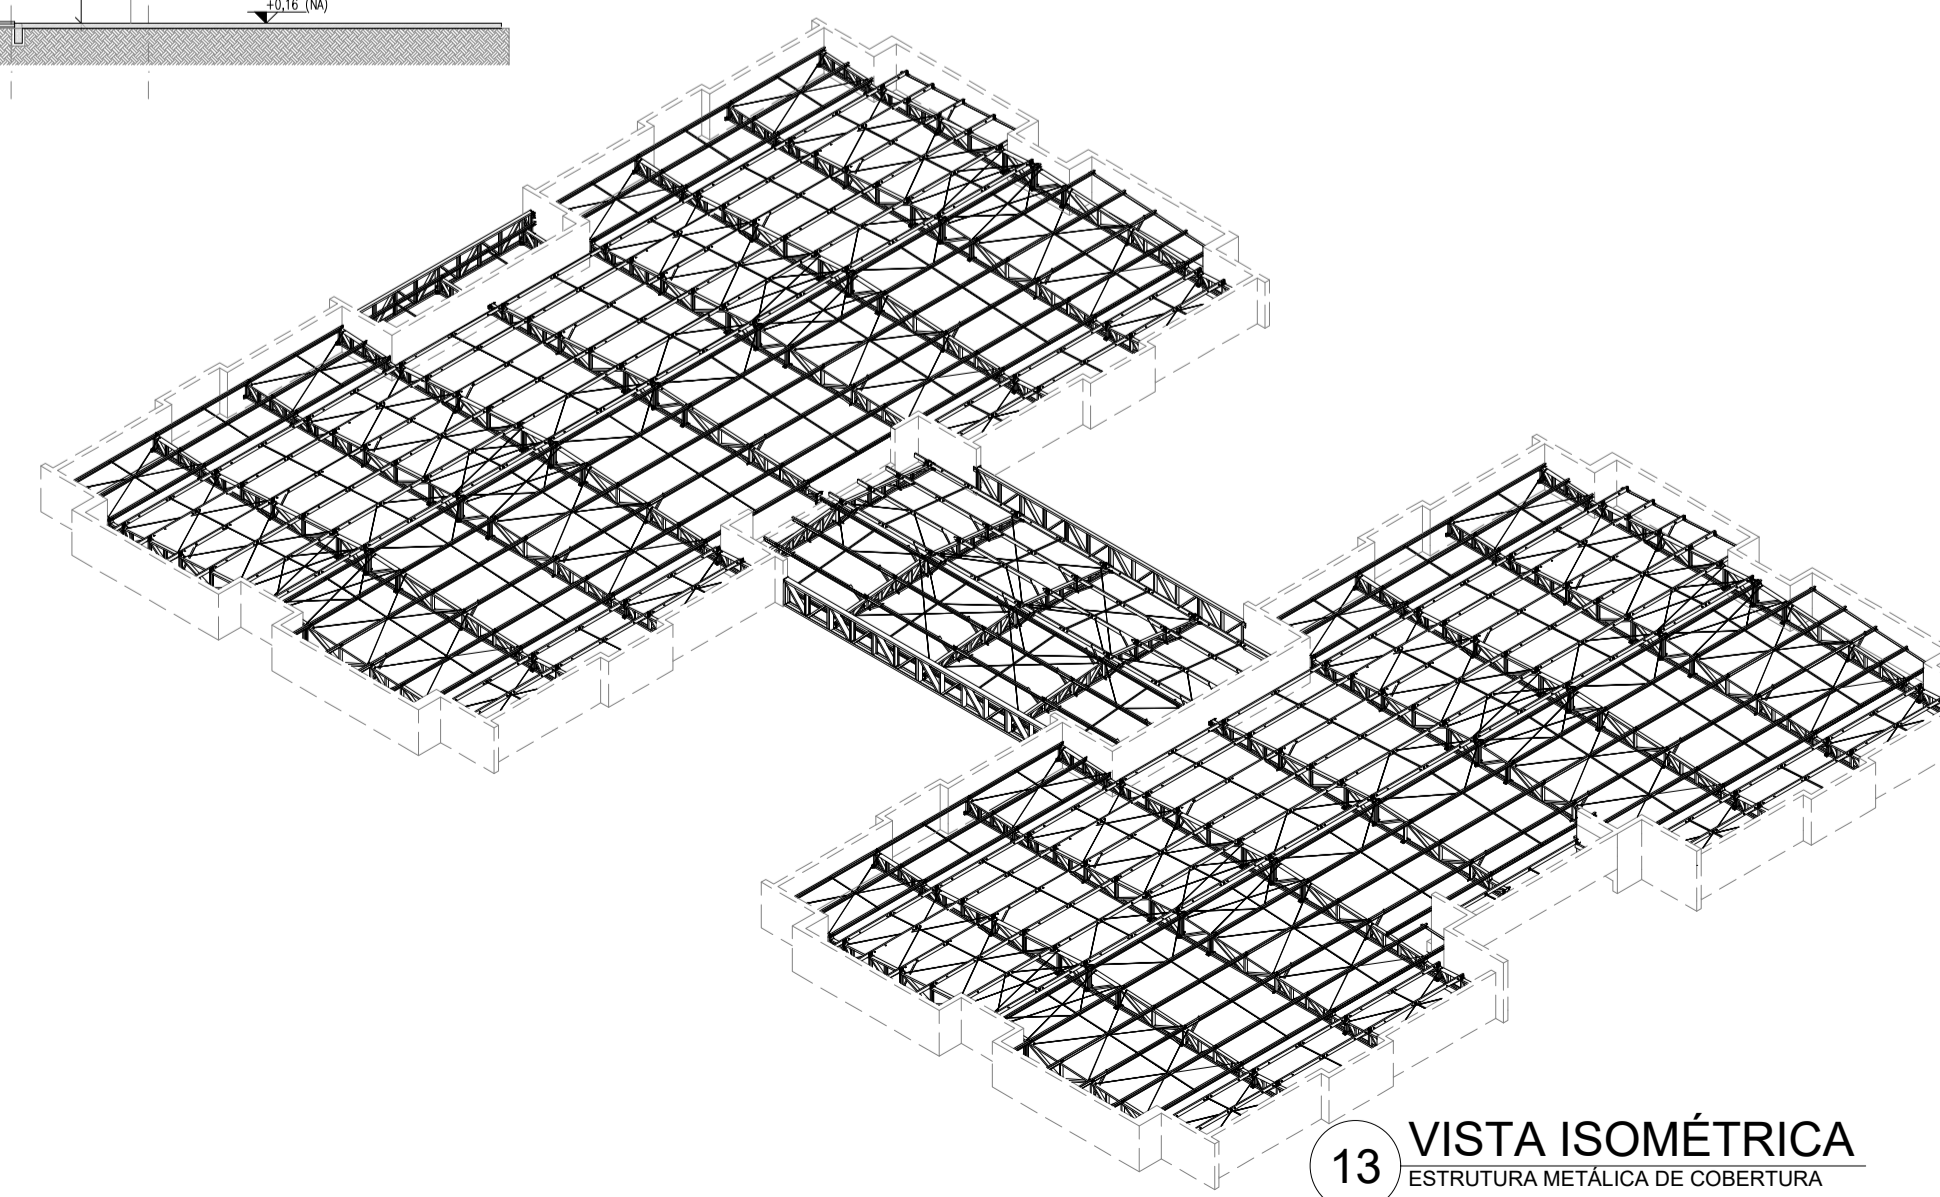 +0,16 (NA)
13
VISTA ISOMÉTRICA
ESTRUTURA METÁLICA DE COBERTURA